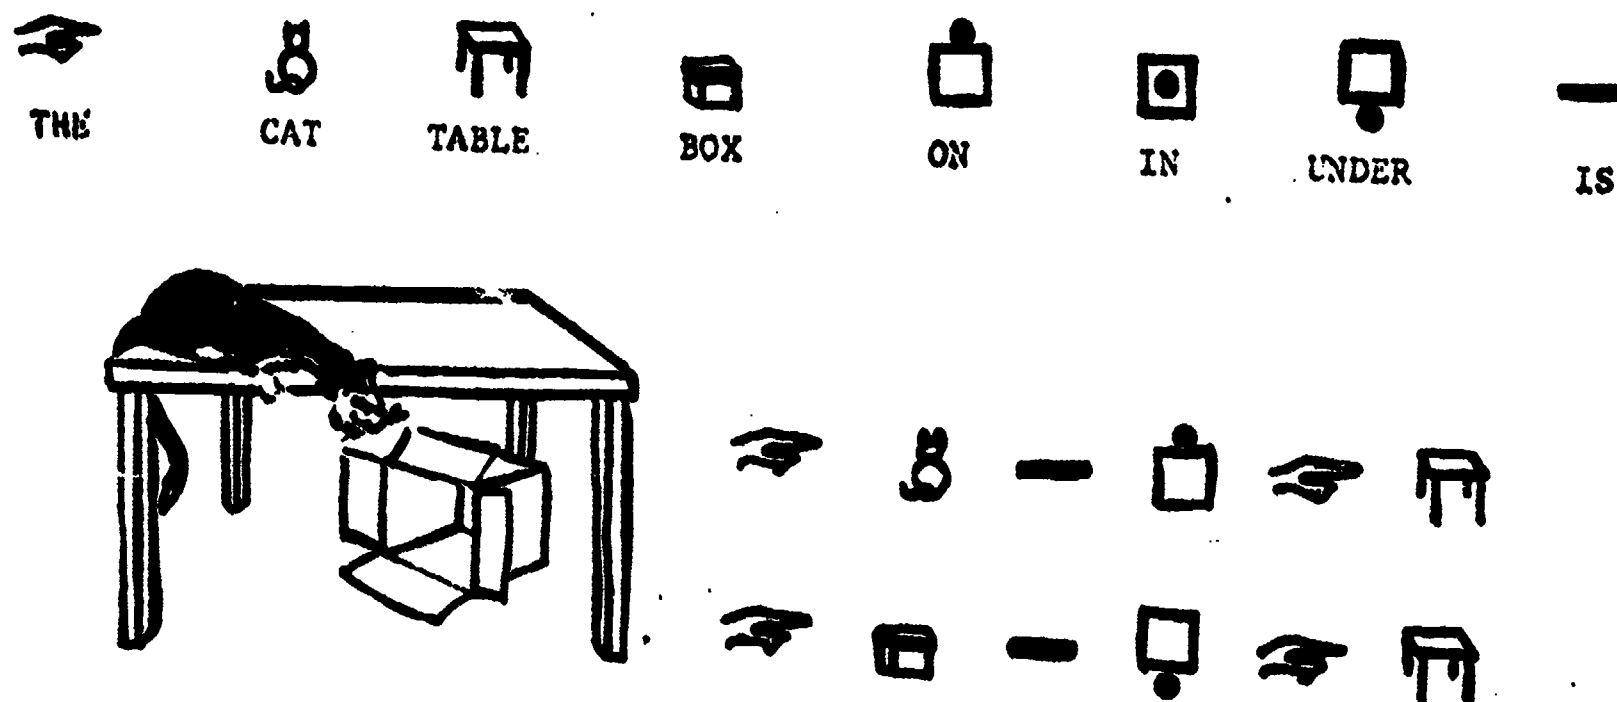 THE CAT TABLE BOX ON IN UNDER IS